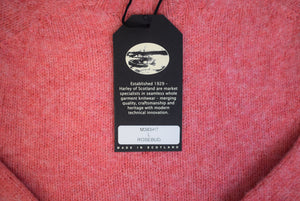 Established 1929 -
Harley of Scotland are market
specialists in seamless whole
garment knitwear - merging
quality, craftsmanship and
heritage with modern
technical innovation.
L
ROSEBUD
MADE IN SCOTLAND